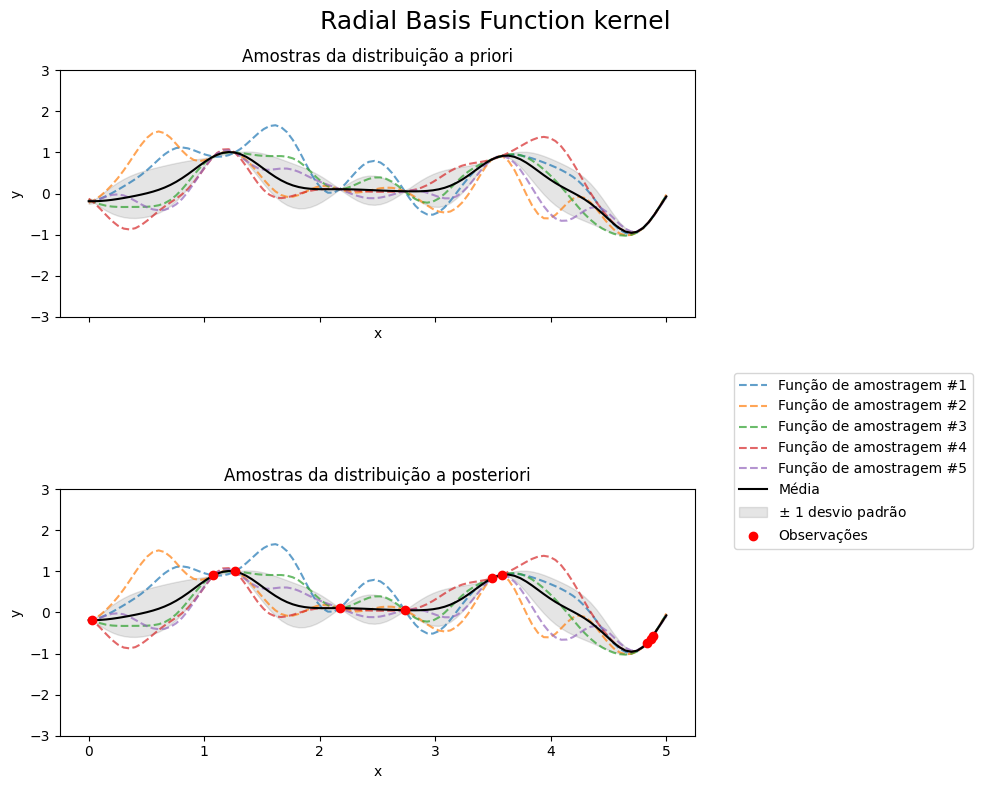 Radial Basis Function kernel
Amostras da distribuição a priori
3
2
1
0
−1
−2
−3
y
x
Função de amostragem #1
Função de amostragem #2
Função de amostragem #3
Função de amostragem #4
Função de amostragem #5
Média
± 1 desvio padrão
Observações
Amostras da distribuição a posteriori
3
2
1
0
−1
−2
−3
y
0 1 2 3 4 5
x